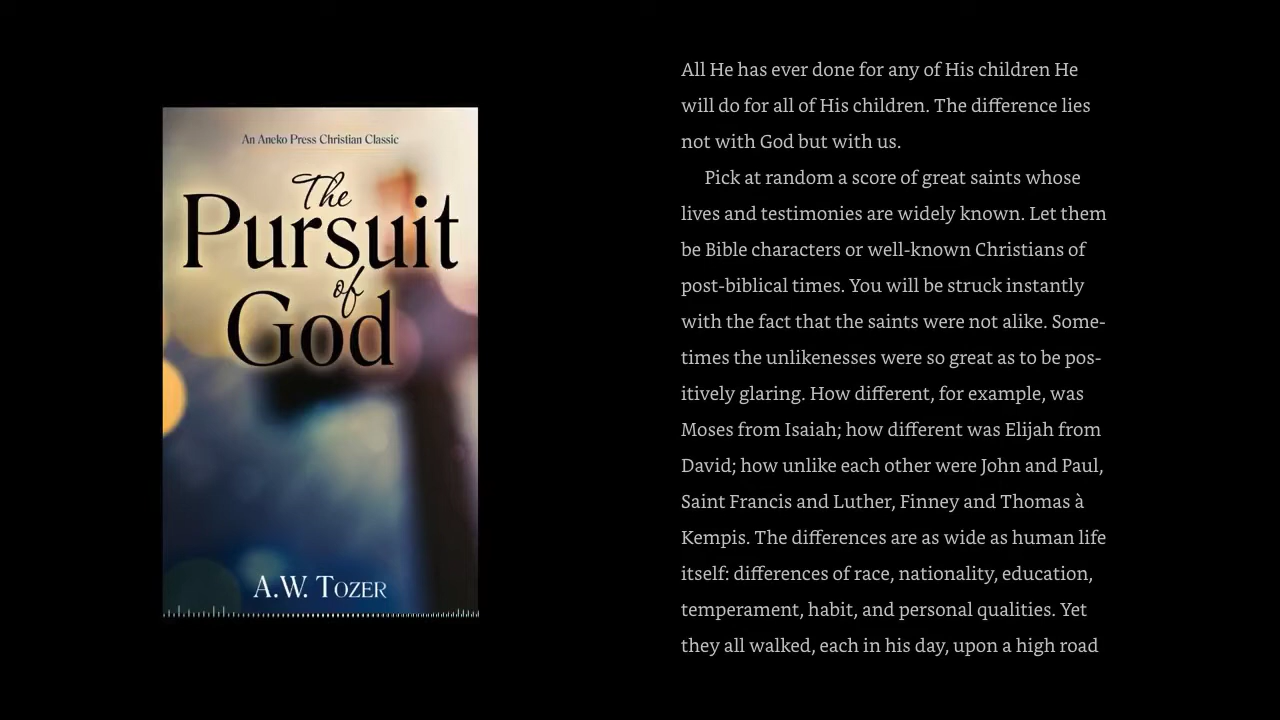 An Aneko Press Christian Classic
The
Pursuit
of
God
A.W. Tozer
All He has ever done for any of His children He
will do for all of His children. The difference lies
not with God but with us.
Pick at random a score of great saints whose
lives and testimonies are widely known. Let them
be Bible characters or well-known Christians of
post-biblical times. You will be struck instantly
with the fact that the saints were not alike. Some-
times the unlikenesses were so great as to be pos-
itively glaring. How different, for example, was
Moses from Isaiah; how different was Elijah from
David; how unlike each other were John and Paul,
Saint Francis and Luther, Finney and Thomas à
Kempis. The differences are as wide as human life
itself: differences of race, nationality, education,
temperament, habit, and personal qualities. Yet
they all walked, each in his day, upon a high road